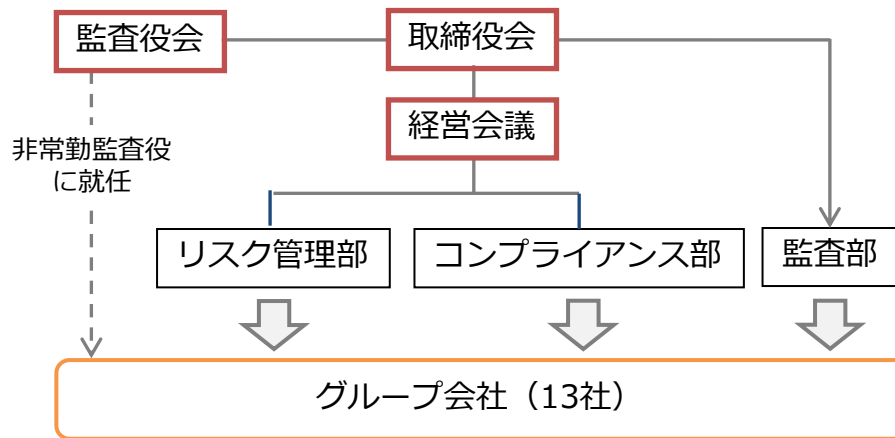 監査役会
取締役会
経営会議
非常勤監査役
に就任
リスク管理部
コンプライアンス部
監査部
グループ会社（13社）